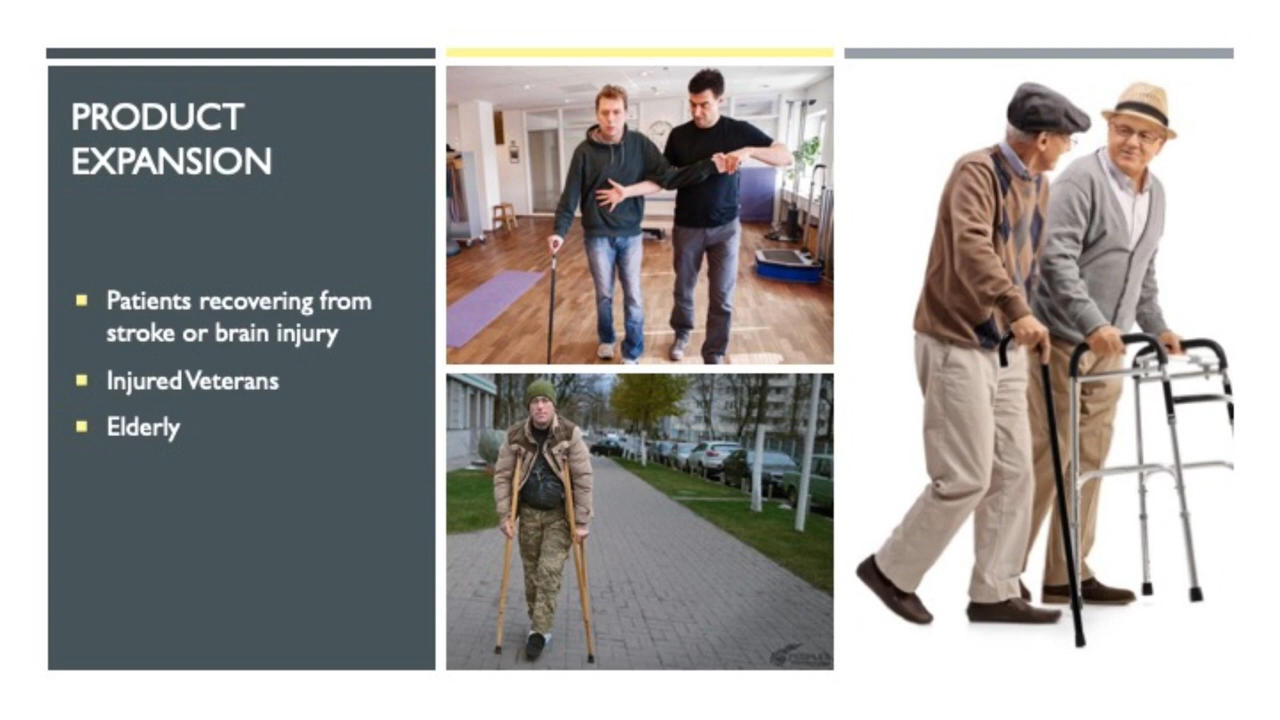 PRODUCT
EXPANSION
Patients recovering from
stroke or brain injury
Injured Veterans
Elderly